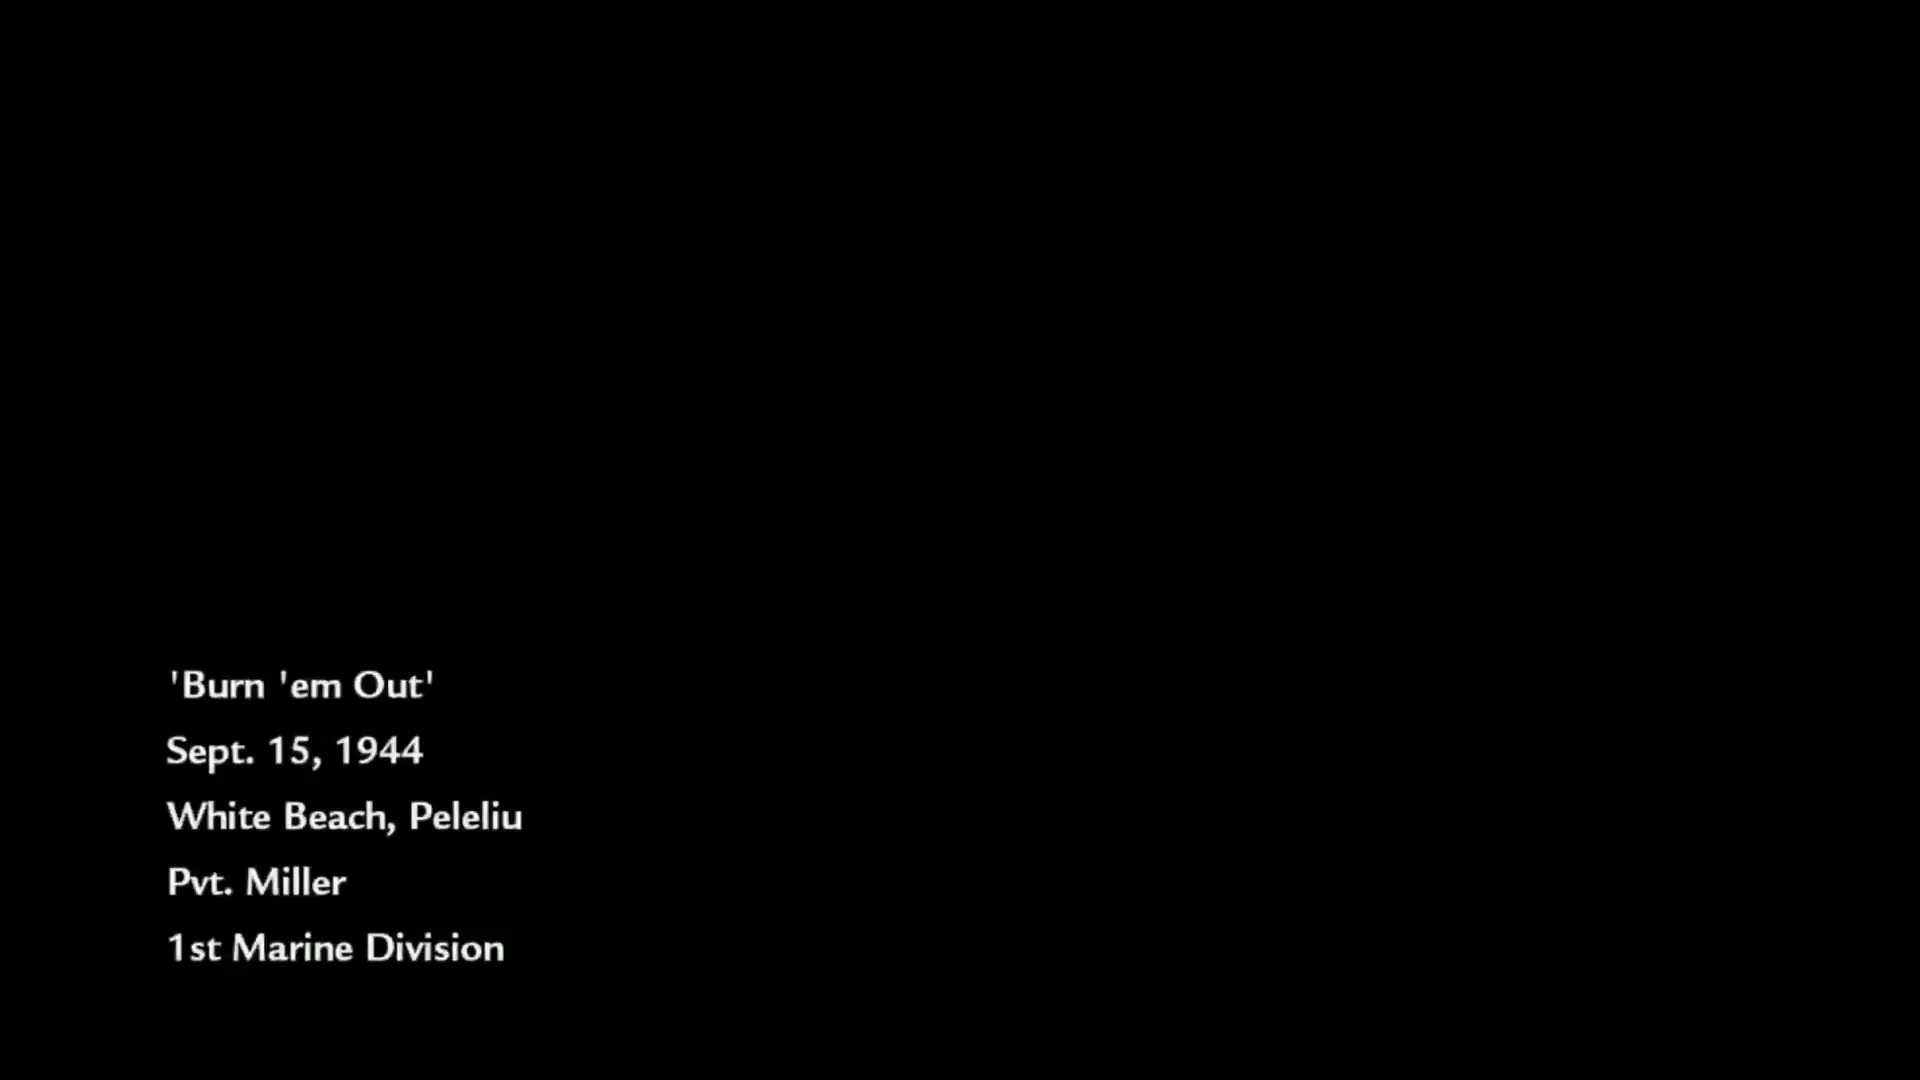 'Burn 'em Out'
Sept. 15, 1944
White Beach, Peleliu
Pvt. Miller
1st Marine Division